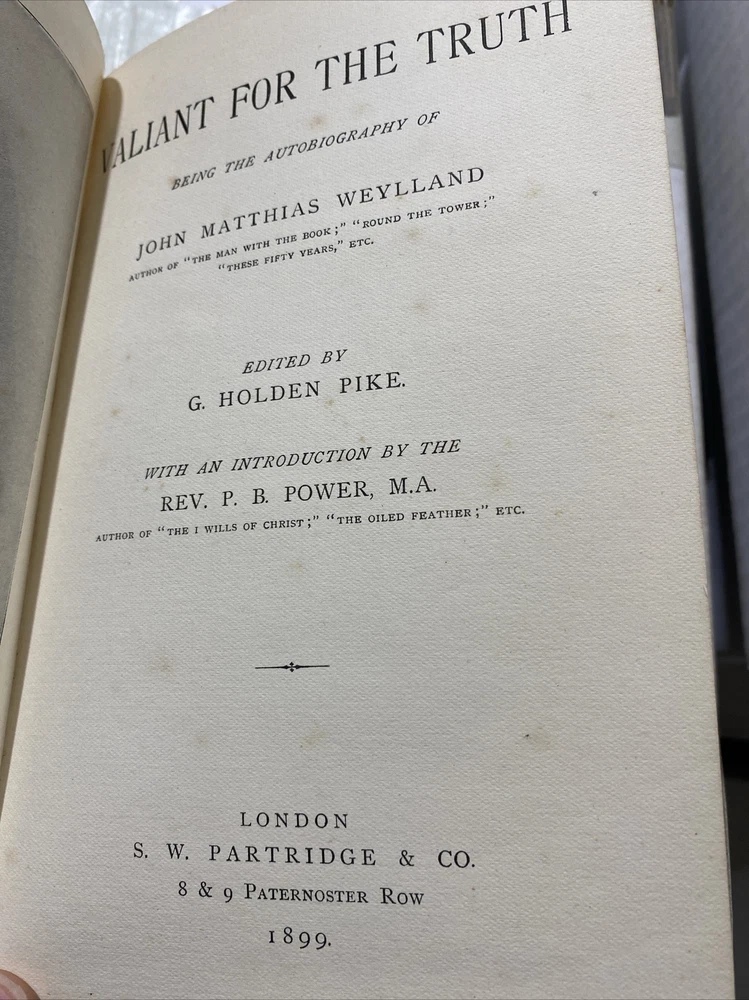 VALIANT FOR THE TRUTH
BEING THE AUTOBIOGRAPHY OF
JOHN MATTHIAS WEYLLAND
AUTHOR OF "THE MAN WITH THE BOOK;" "ROUND THE TOWER;"
"THESE FIFTY YEARS," ETC.
EDITED BY
G. HOLDEN PIKE.
WITH AN INTRODUCTION BY THE
REV. P. B. POWER, M.A.
AUTHOR OF "THE I WILLS OF CHRIST;" "THE OILED FEATHER;" ETC.
LONDON
S. W. PARTRIDGE & CO.
8 & 9 PATERNOSTER ROW
1899.